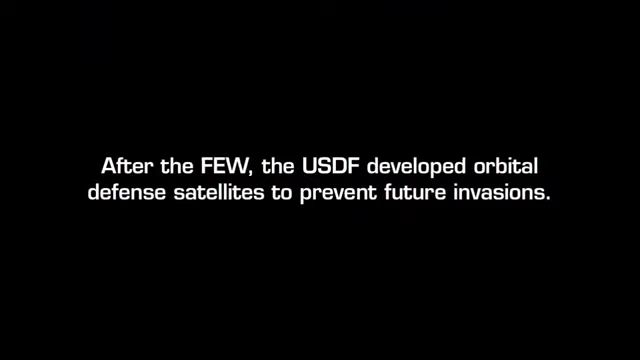 After the FEW, the USDF developed orbital
defense satellites to prevent future invasions.